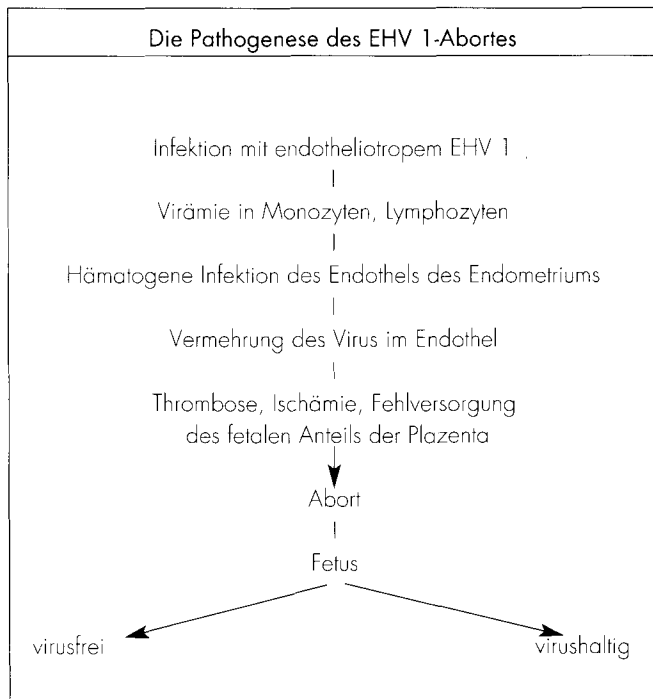 Die Pathogenese des EHV 1-Abortes
Infektion mit endotheliotropem EHV 1
Virämie in Monozyten, Lymphozyten
Hämatogene Infektion des Endothels des Endometriums
Vermehrung des Virus im Endothel
Thrombose, Ischämie, Fehlversorgung
des fetalen Anteils der Plazenta
Abort
Fetus
virusfrei virushaltig